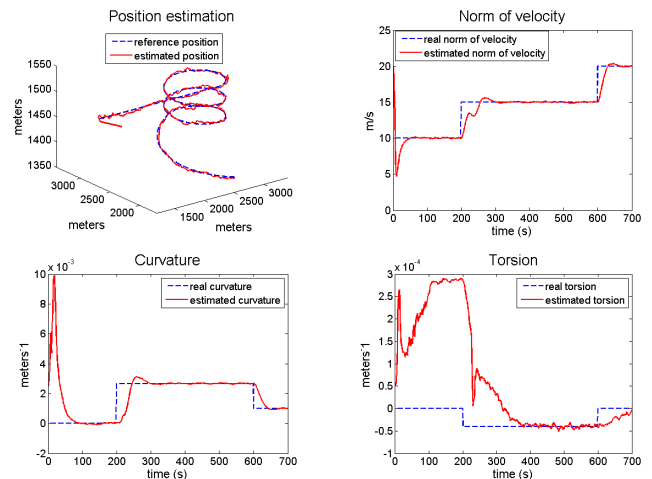 Position estimation
reference position
estimated position
1550
1500
1450
1400
1350
meters
3000
2500
2000
meters
1500
2000
2500
3000
meters
Norm of velocity
real norm of velocity
estimated norm of velocity
25
20
15
10
5
0
m/s
0 100 200 300 400 500 600 700
time (s)
Curvature
x 10⁻³
real curvature
estimated curvature
10
8
6
4
2
0
-2
meters⁻¹
0 100 200 300 400 500 600 700
time (s)
Torsion
x 10⁻⁴
real torsion
estimated torsion
3
2.5
2
1.5
1
0.5
0
-0.5
-1
meters⁻¹
0 100 200 300 400 500 600 700
time (s)